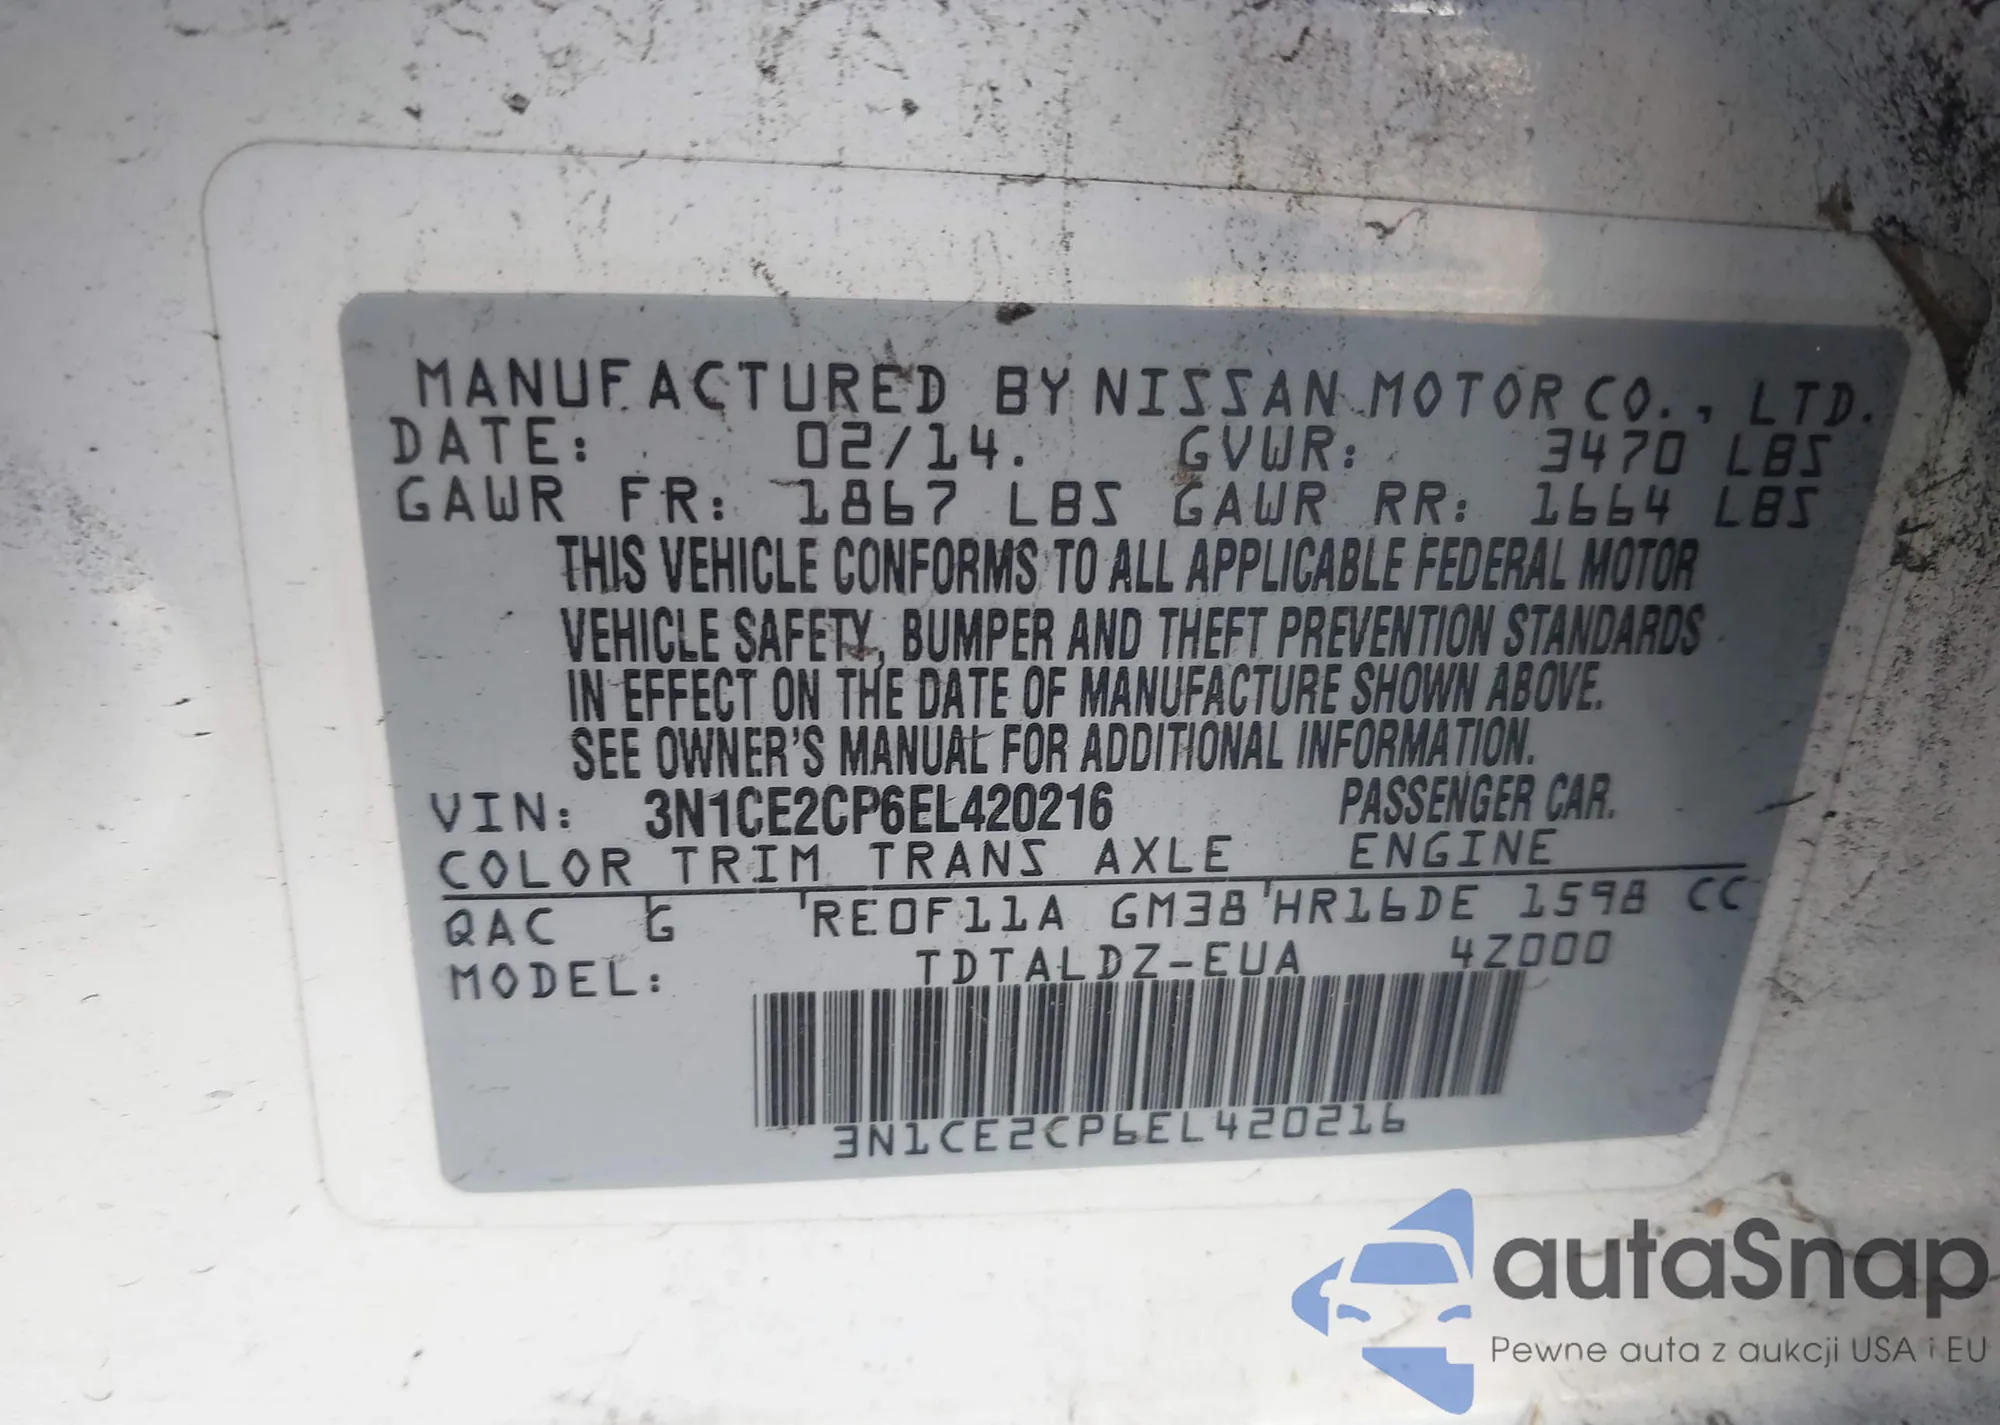 MANUFACTURED BY NISSAN MOTOR CO., LTD.
DATE: 02/14. GVWR: 3470 LBS
GAWR FR: 1867 LBS GAWR RR: 1664 LBS
THIS VEHICLE CONFORMS TO ALL APPLICABLE FEDERAL MOTOR
VEHICLE SAFETY, BUMPER AND THEFT PREVENTION STANDARDS
IN EFFECT ON THE DATE OF MANUFACTURE SHOWN ABOVE.
SEE OWNER'S MANUAL FOR ADDITIONAL INFORMATION.
VIN: 3N1CE2CP6EL420216 PASSENGER CAR.
COLOR TRIM TRANS AXLE ENGINE
QAC G RE0F11A GM38 HR16DE 1598 CC
MODEL: TDTALDZ-EUA 4Z000
3N1CE2CP6EL420216
autaSnap
Pewne auta z aukcji USA i EU